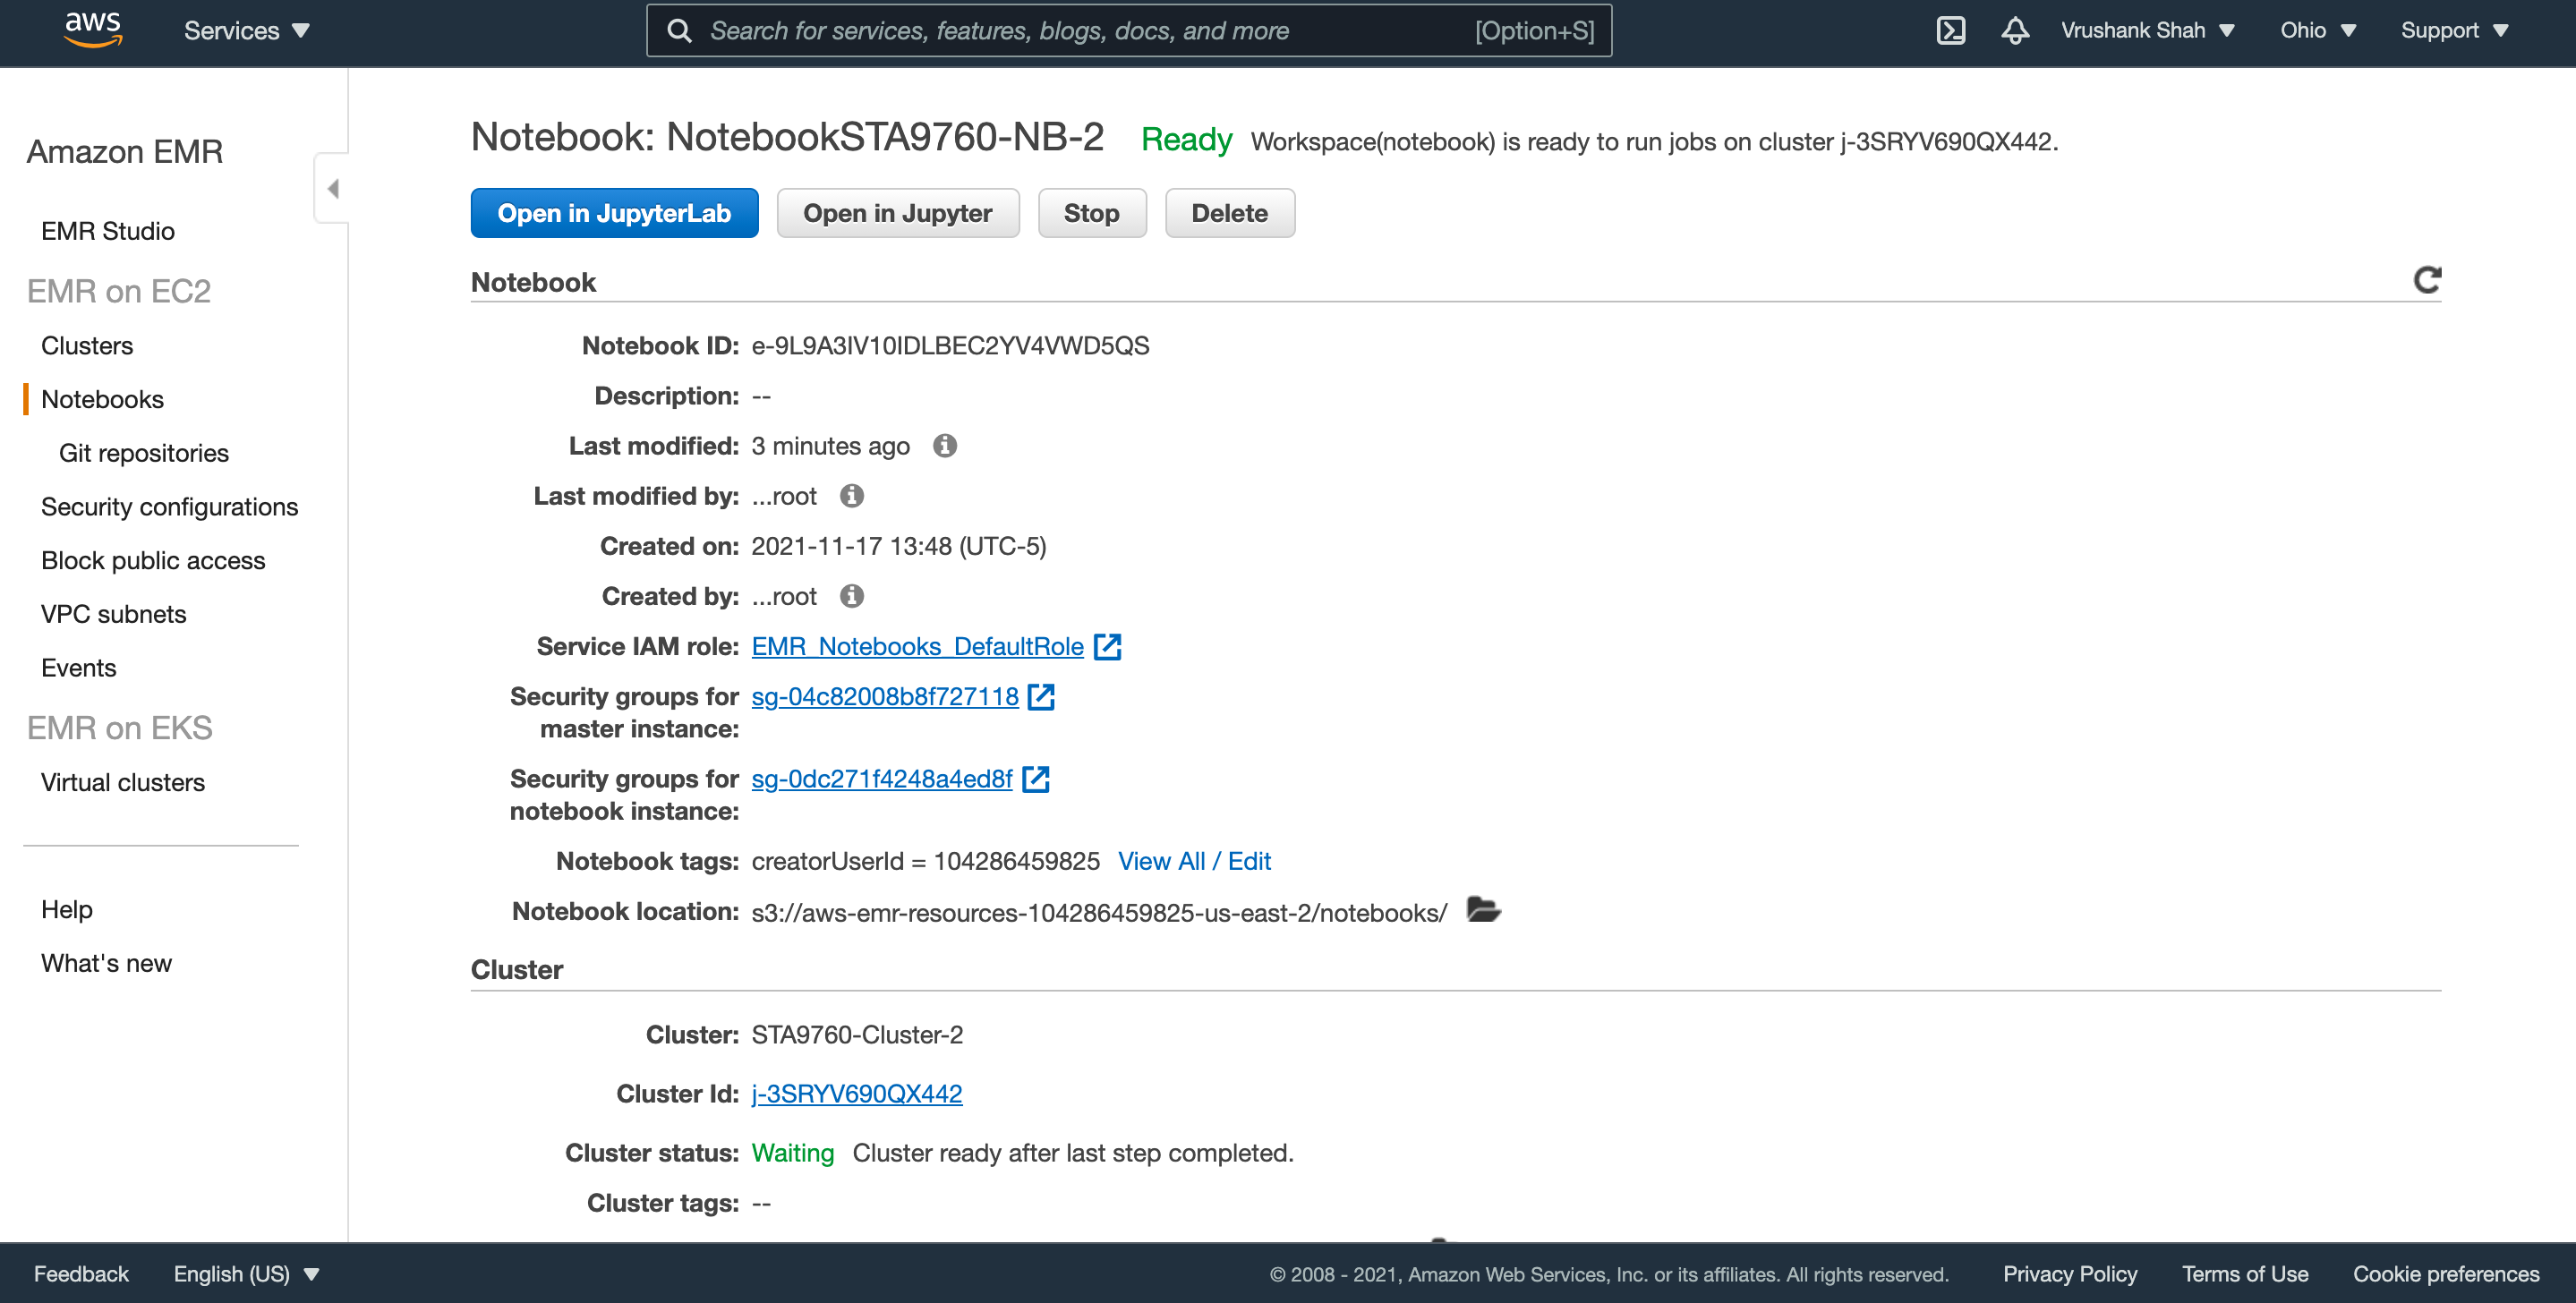 aws Services Search for services, features, blogs, docs, and more [Option+S] Vrushank Shah Ohio Support
Amazon EMR
EMR Studio
EMR on EC2
Clusters
Notebooks
Git repositories
Security configurations
Block public access
VPC subnets
Events
EMR on EKS
Virtual clusters
Help
What's new
Notebook: NotebookSTA9760-NB-2 Ready Workspace(notebook) is ready to run jobs on cluster j-3SRYV690QX442.
Open in JupyterLab Open in Jupyter Stop Delete
Notebook
Notebook ID: e-9L9A3IV10IDLBEC2YV4VWD5QS
Description: --
Last modified: 3 minutes ago
Last modified by: ...root
Created on: 2021-11-17 13:48 (UTC-5)
Created by: ...root
Service IAM role: EMR_Notebooks_DefaultRole
Security groups for sg-04c82008b8f727118
master instance:
Security groups for sg-0dc271f4248a4ed8f
notebook instance:
Notebook tags: creatorUserId = 104286459825 View All / Edit
Notebook location: s3://aws-emr-resources-104286459825-us-east-2/notebooks/
Cluster
Cluster: STA9760-Cluster-2
Cluster Id: j-3SRYV690QX442
Cluster status: Waiting Cluster ready after last step completed.
Cluster tags: --
Feedback English (US) © 2008 - 2021, Amazon Web Services, Inc. or its affiliates. All rights reserved. Privacy Policy Terms of Use Cookie preferences